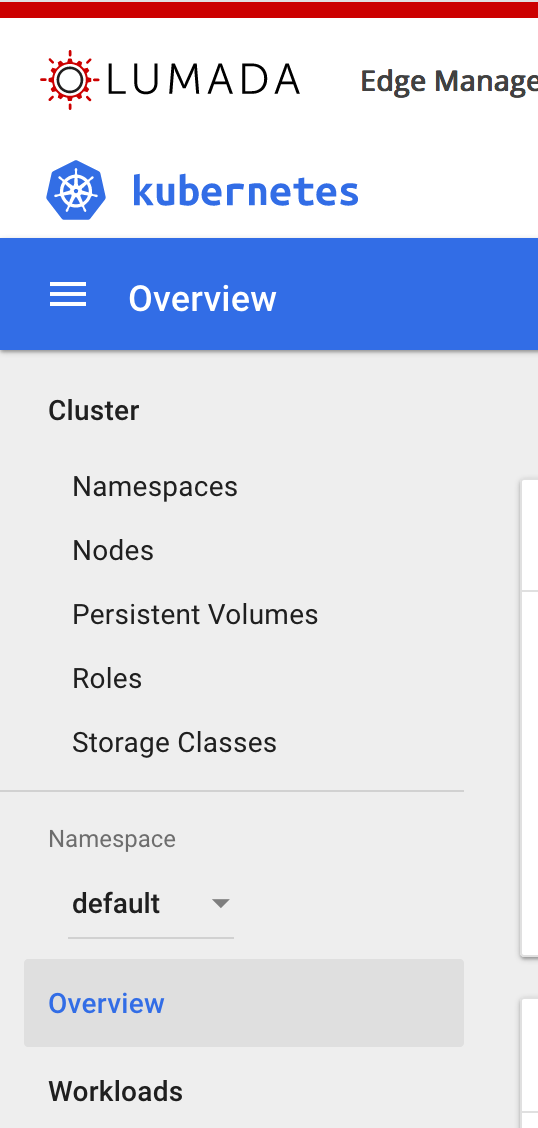 LUMADA Edge Manage
kubernetes
Overview
Cluster
Namespaces
Nodes
Persistent Volumes
Roles
Storage Classes
Namespace
default
Overview
Workloads